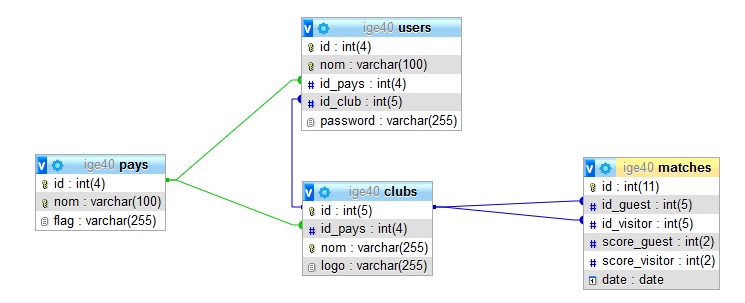 ige40 users
id : int(4)
nom : varchar(100)
id_pays : int(4)
id_club : int(5)
password : varchar(255)
ige40 pays
id : int(4)
nom : varchar(100)
flag : varchar(255)
ige40 clubs
id : int(5)
id_pays : int(4)
nom : varchar(255)
logo : varchar(255)
ige40 matches
id : int(11)
id_guest : int(5)
id_visitor : int(5)
score_guest : int(2)
score_visitor : int(2)
date : date